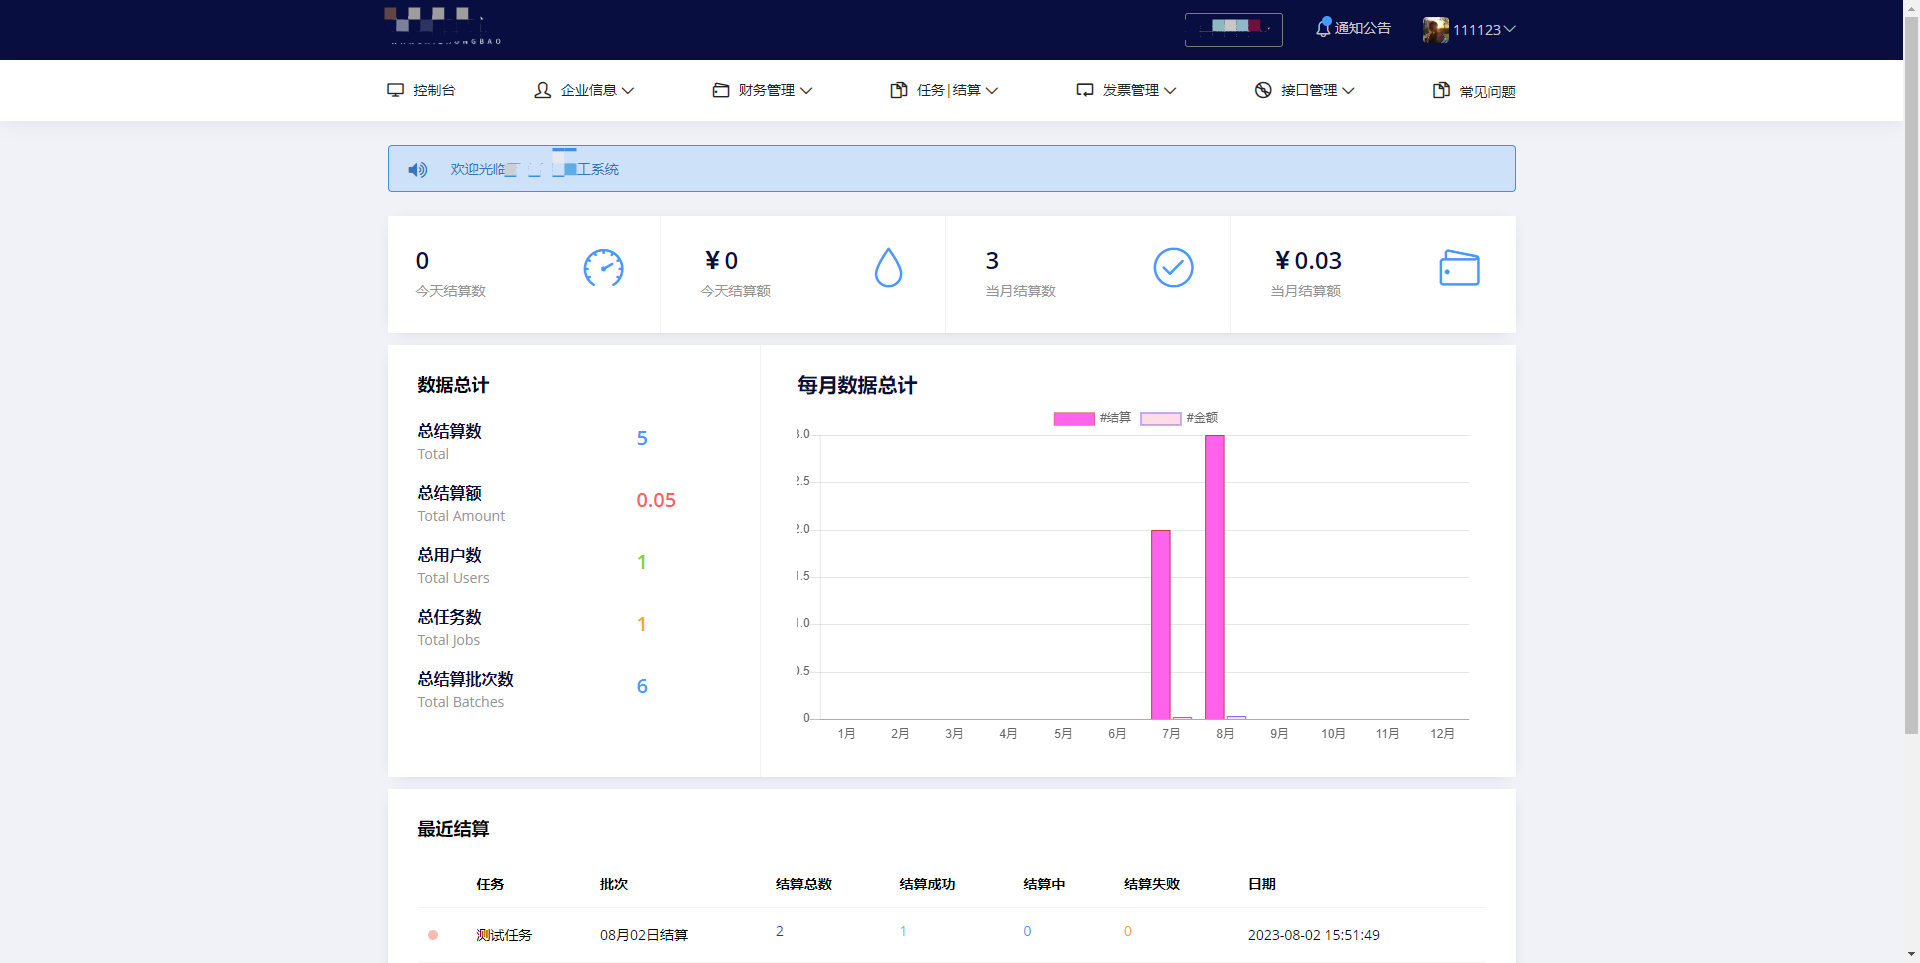 通知公告
111123
控制台
企业信息
财务管理
任务|结算
发票管理
接口管理
常见问题
欢迎光临
工系统
0
今天结算数
¥0
今天结算额
3
当月结算数
¥0.03
当月结算额
数据总计
总结算数
5
Total
总结算额
0.05
Total Amount
总用户数
1
Total Users
总任务数
1
Total Jobs
总结算批次数
6
Total Batches
每月数据总计
#结算
#金额
3.0
2.5
2.0
1.5
1.0
0.5
0
1月 2月 3月 4月 5月 6月 7月 8月 9月 10月 11月 12月
最近结算
任务 批次 结算总数 结算成功 结算中 结算失败 日期
测试任务 08月02日结算 2 1 0 0 2023-08-02 15:51:49